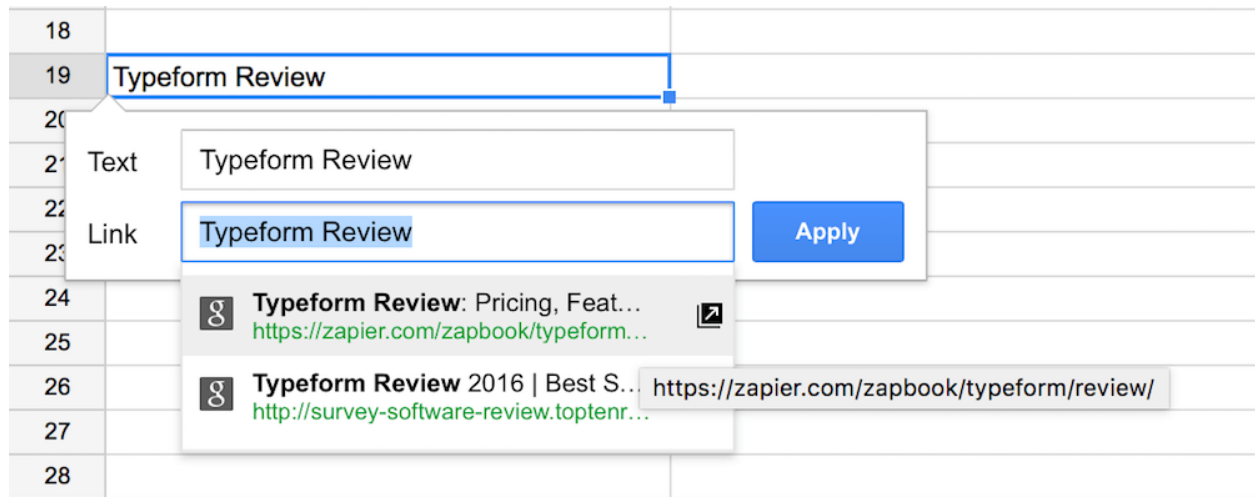 18
19 Typeform Review
20
21 Text Typeform Review
22
Link Typeform Review Apply
23
24 Typeform Review: Pricing, Feat…
https://zapier.com/zapbook/typeform…
25
26 Typeform Review 2016 | Best S… https://zapier.com/zapbook/typeform/review/
http://survey-software-review.toptenr…
27
28